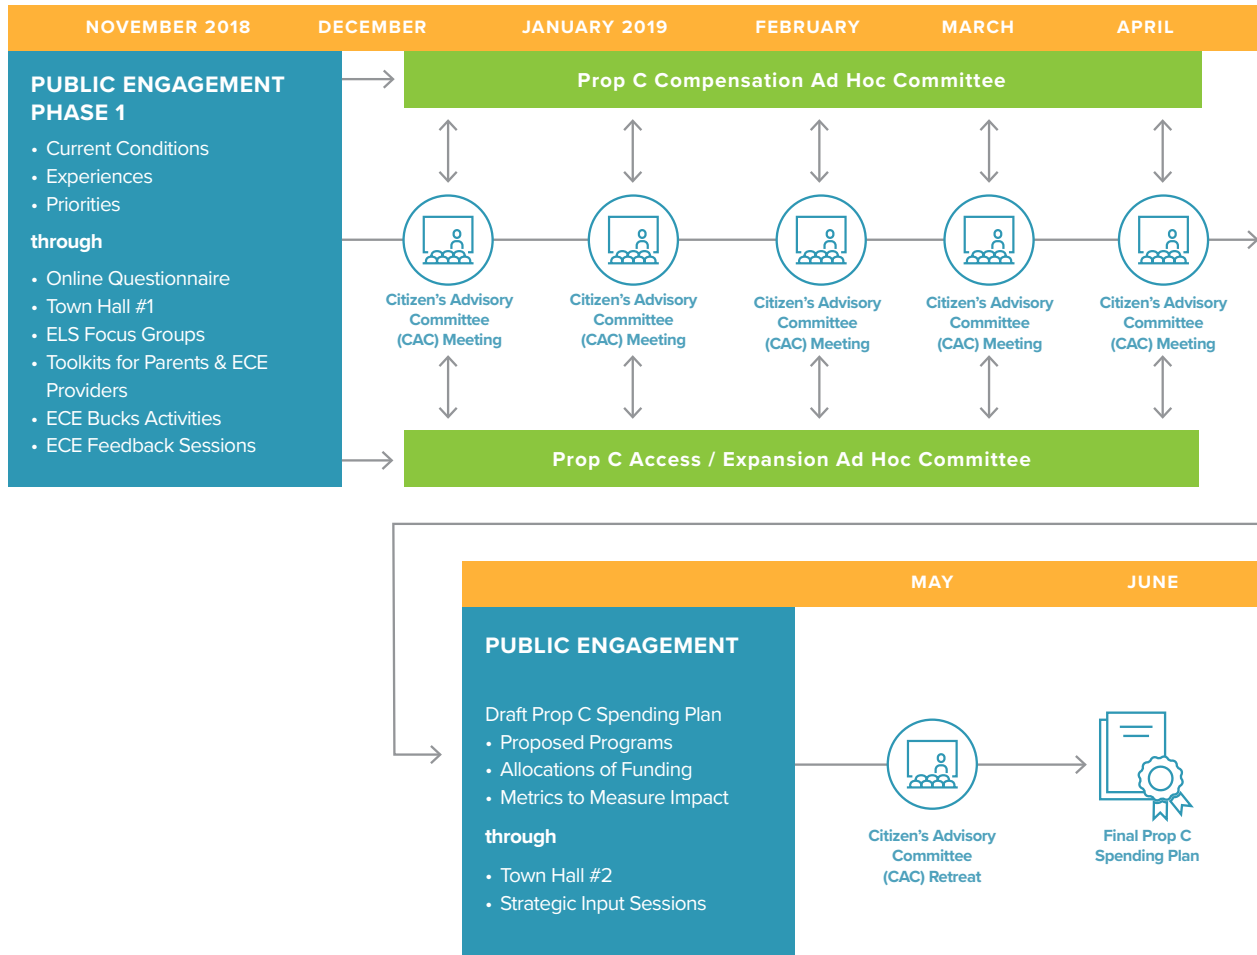 NOVEMBER 2018 DECEMBER JANUARY 2019 FEBRUARY MARCH APRIL
PUBLIC ENGAGEMENT
PHASE 1
• Current Conditions
• Experiences
• Priorities
through
• Online Questionnaire
• Town Hall #1
• ELS Focus Groups
• Toolkits for Parents & ECE
Providers
• ECE Bucks Activities
• ECE Feedback Sessions
Prop C Compensation Ad Hoc Committee
Citizen's Advisory
Committee
(CAC) Meeting
Citizen's Advisory
Committee
(CAC) Meeting
Citizen's Advisory
Committee
(CAC) Meeting
Citizen's Advisory
Committee
(CAC) Meeting
Citizen's Advisory
Committee
(CAC) Meeting
Prop C Access / Expansion Ad Hoc Committee
MAY JUNE
PUBLIC ENGAGEMENT
Draft Prop C Spending Plan
• Proposed Programs
• Allocations of Funding
• Metrics to Measure Impact
through
• Town Hall #2
• Strategic Input Sessions
Citizen's Advisory
Committee
(CAC) Retreat
Final Prop C
Spending Plan